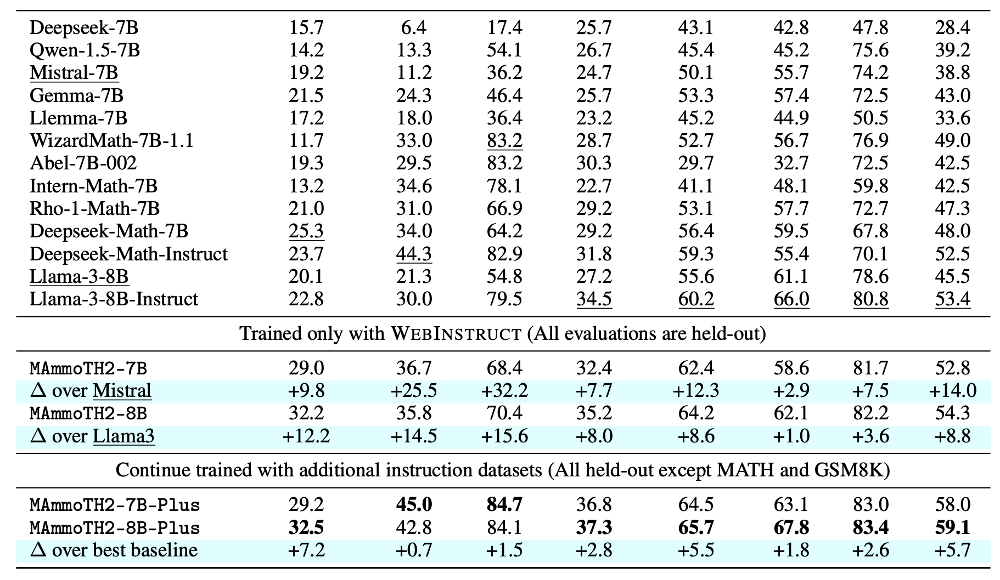 Deepseek-7B 15.7 6.4 17.4 25.7 43.1 42.8 47.8 28.4
Qwen-1.5-7B 14.2 13.3 54.1 26.7 45.4 45.2 75.6 39.2
Mistral-7B 19.2 11.2 36.2 24.7 50.1 55.7 74.2 38.8
Gemma-7B 21.5 24.3 46.4 25.7 53.3 57.4 72.5 43.0
Llemma-7B 17.2 18.0 36.4 23.2 45.2 44.9 50.5 33.6
WizardMath-7B-1.1 11.7 33.0 83.2 28.7 52.7 56.7 76.9 49.0
Abel-7B-002 19.3 29.5 83.2 30.3 29.7 32.7 72.5 42.5
Intern-Math-7B 13.2 34.6 78.1 22.7 41.1 48.1 59.8 42.5
Rho-1-Math-7B 21.0 31.0 66.9 29.2 53.1 57.7 72.7 47.3
Deepseek-Math-7B 25.3 34.0 64.2 29.2 56.4 59.5 67.8 48.0
Deepseek-Math-Instruct 23.7 44.3 82.9 31.8 59.3 55.4 70.1 52.5
Llama-3-8B 20.1 21.3 54.8 27.2 55.6 61.1 78.6 45.5
Llama-3-8B-Instruct 22.8 30.0 79.5 34.5 60.2 66.0 80.8 53.4
Trained only with WEBINSTRUCT (All evaluations are held-out)
MAmmoTH2-7B 29.0 36.7 68.4 32.4 62.4 58.6 81.7 52.8
Δ over Mistral +9.8 +25.5 +32.2 +7.7 +12.3 +2.9 +7.5 +14.0
MAmmoTH2-8B 32.2 35.8 70.4 35.2 64.2 62.1 82.2 54.3
Δ over Llama3 +12.2 +14.5 +15.6 +8.0 +8.6 +1.0 +3.6 +8.8
Continue trained with additional instruction datasets (All held-out except MATH and GSM8K)
MAmmoTH2-7B-Plus 29.2 45.0 84.7 36.8 64.5 63.1 83.0 58.0
MAmmoTH2-8B-Plus 32.5 42.8 84.1 37.3 65.7 67.8 83.4 59.1
Δ over best baseline +7.2 +0.7 +1.5 +2.8 +5.5 +1.8 +2.6 +5.7